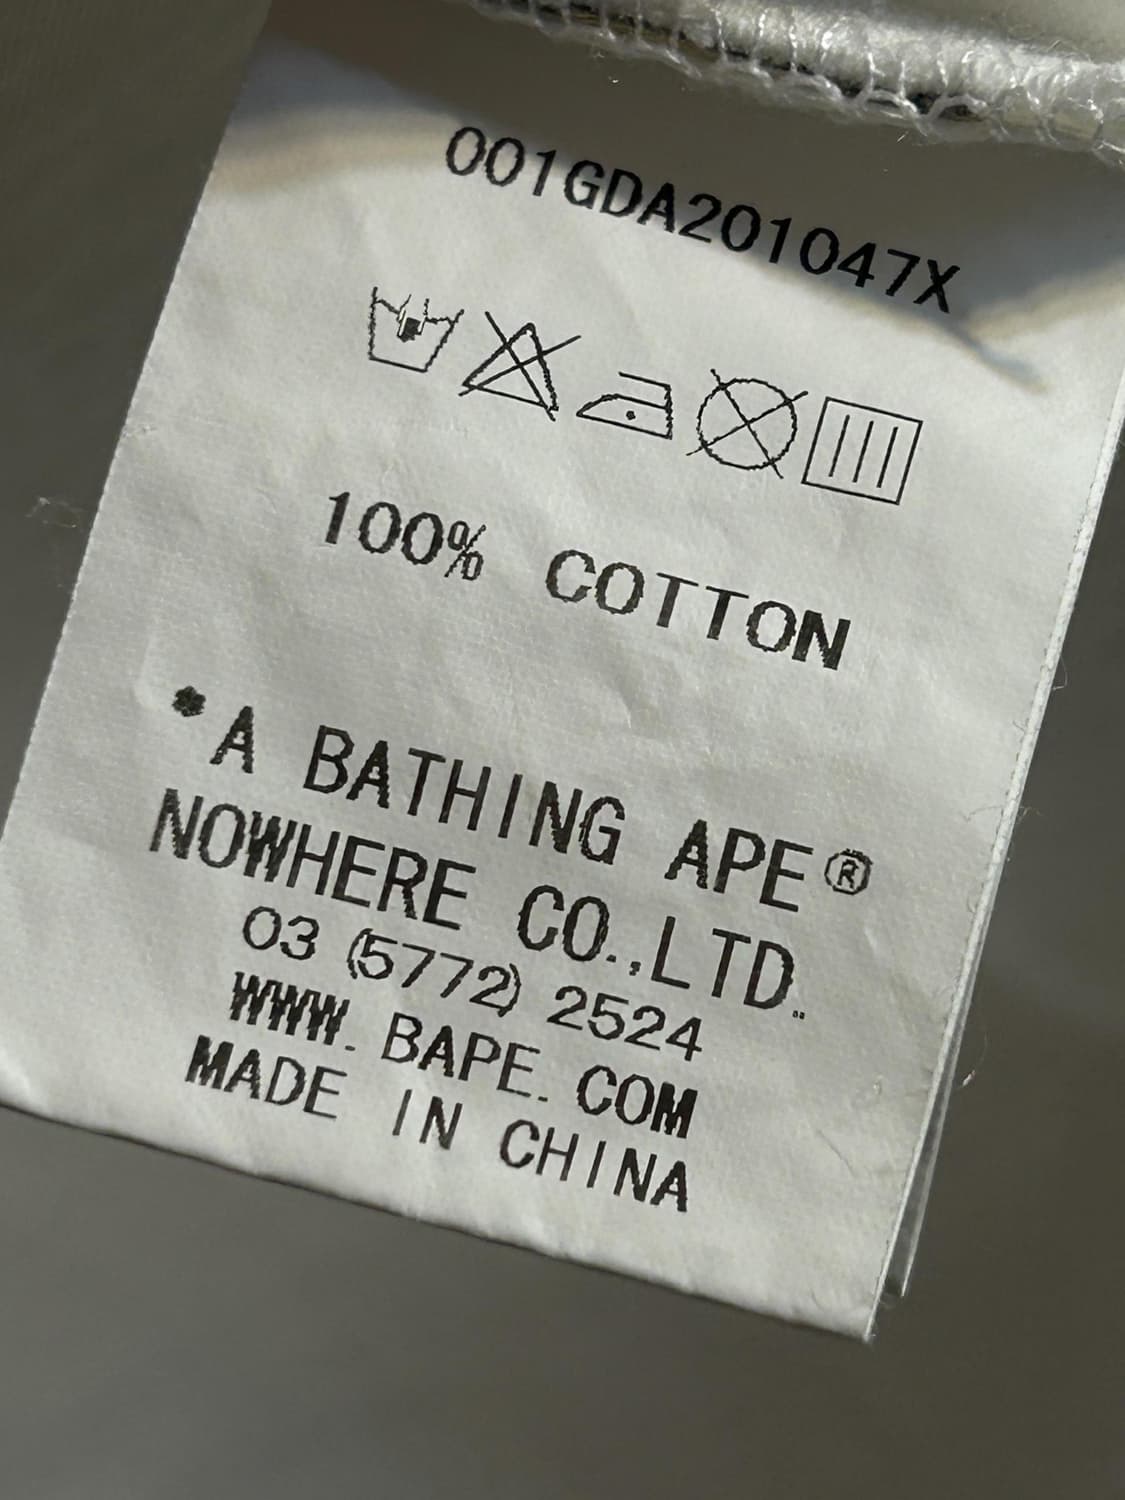 001GDA201047X
100% COTTON
*A BATHING APE®
NOWHERE CO.,LTD.
03 (5772) 2524
WWW. BAPE. COM
MADE IN CHINA